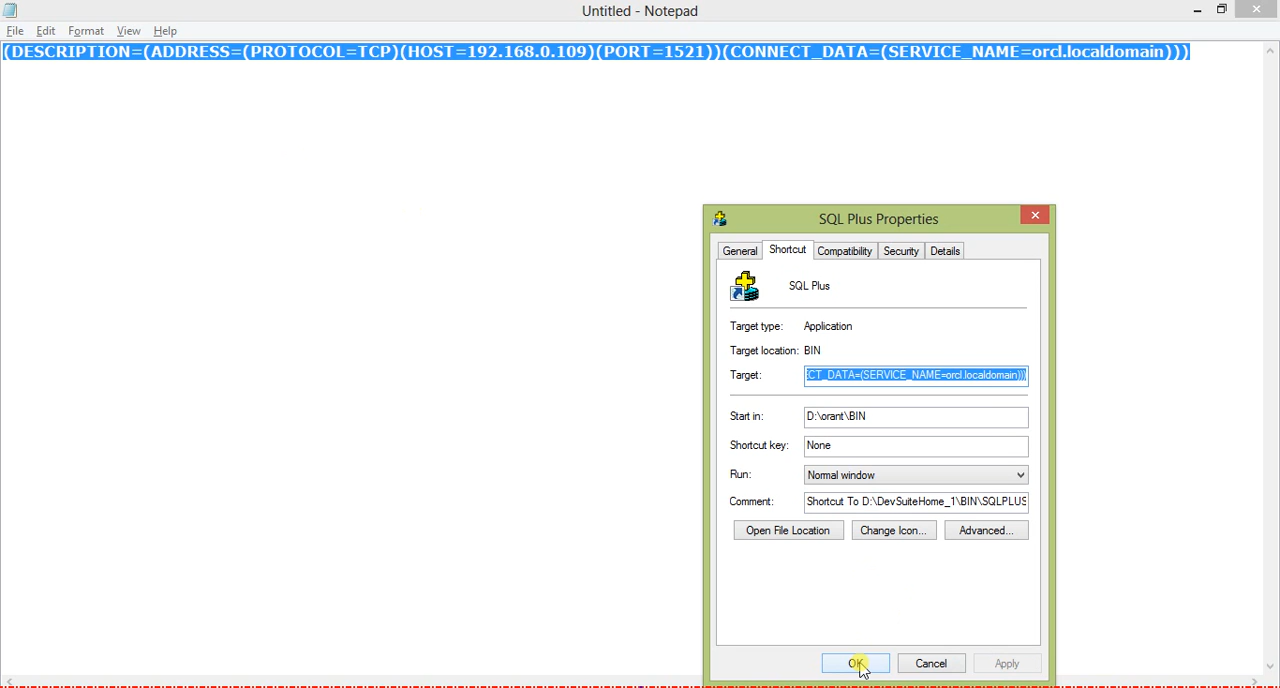 Untitled - Notepad
File Edit Format View Help
(DESCRIPTION=(ADDRESS=(PROTOCOL=TCP)(HOST=192.168.0.109)(PORT=1521))(CONNECT_DATA=(SERVICE_NAME=orcl.localdomain)))
SQL Plus Properties
General Shortcut Compatibility Security Details
SQL Plus
Target type: Application
Target location: BIN
Target: CT_DATA=(SERVICE_NAME=orcl.localdomain)))
Start in: D:\orant\BIN
Shortcut key: None
Run: Normal window
Comment: Shortcut To D:\DevSuiteHome_1\BIN\SQLPLUS
Open File Location Change Icon... Advanced...
OK Cancel Apply